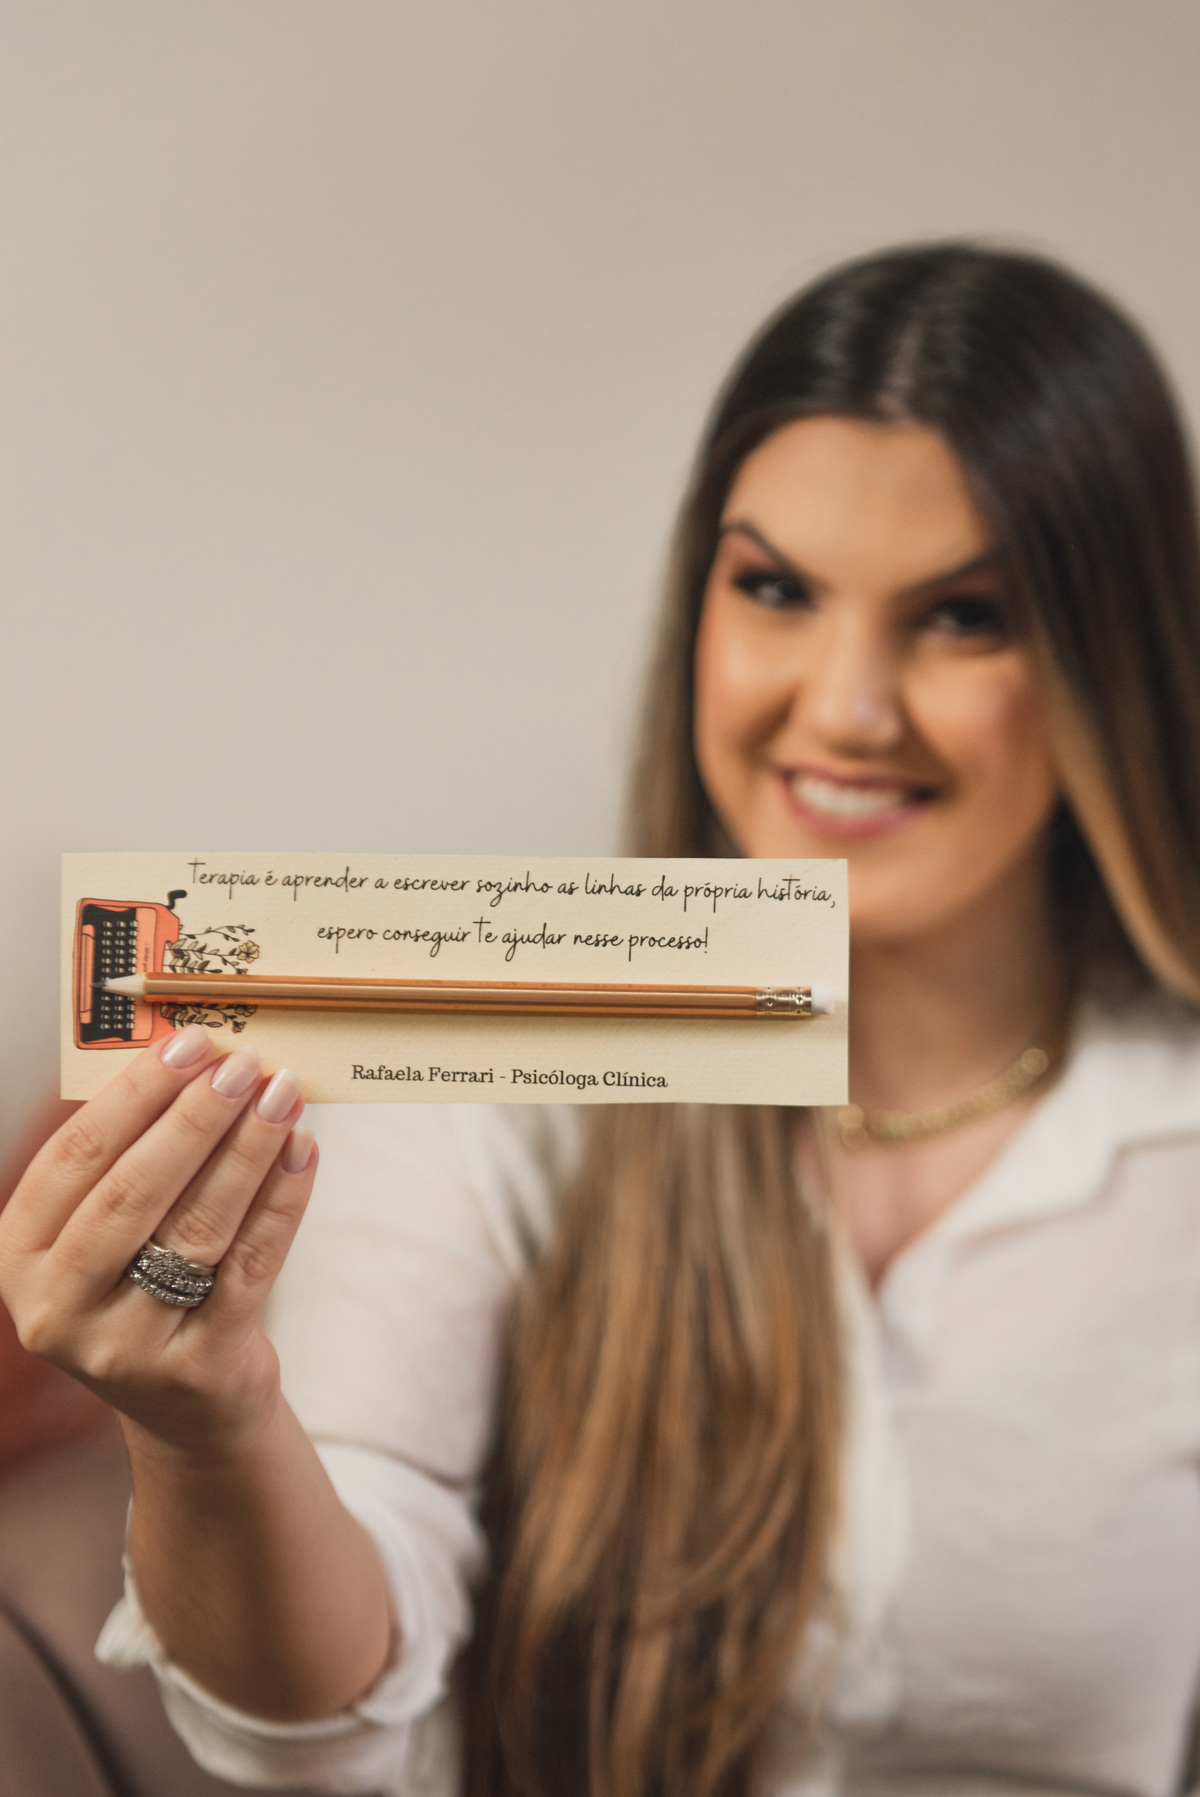 Terapia é aprender a escrever sozinho as linhas da própria história,
espero conseguir te ajudar nesse processo!
Rafaela Ferrari - Psicóloga Clínica